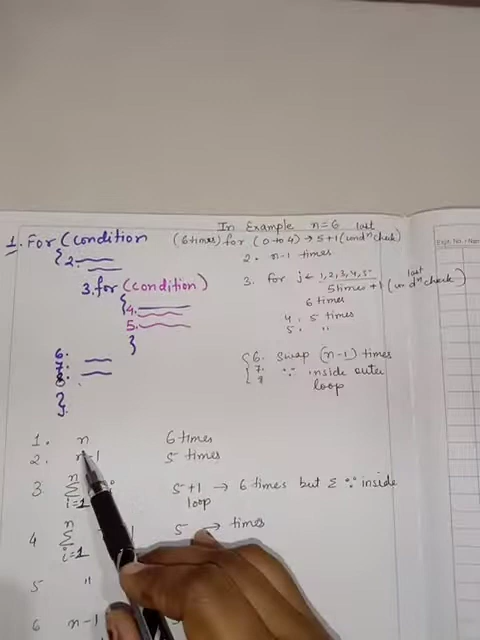 In Example n=6 last
1. For (condition (6 times) for (0 to 4) → 5+1 (condⁿ check)
{2. 2. n-1 times
3. for (condition) 3. for j ← 1,2,3,4,5 last
5 times +1 (condⁿ check)
6 times
{4. 4. 5 times
5. 5. "
}
6. {6. swap (n-1) times
7. 7. ∵ inside outer
8. 8 loop
}
1. n 6 times
2. n-1 5 times
3 n Σ i=1 5+1 → 6 times but Σ ∵ inside
loop
4 n Σ i=1 5 → times
5 "
6 n-1